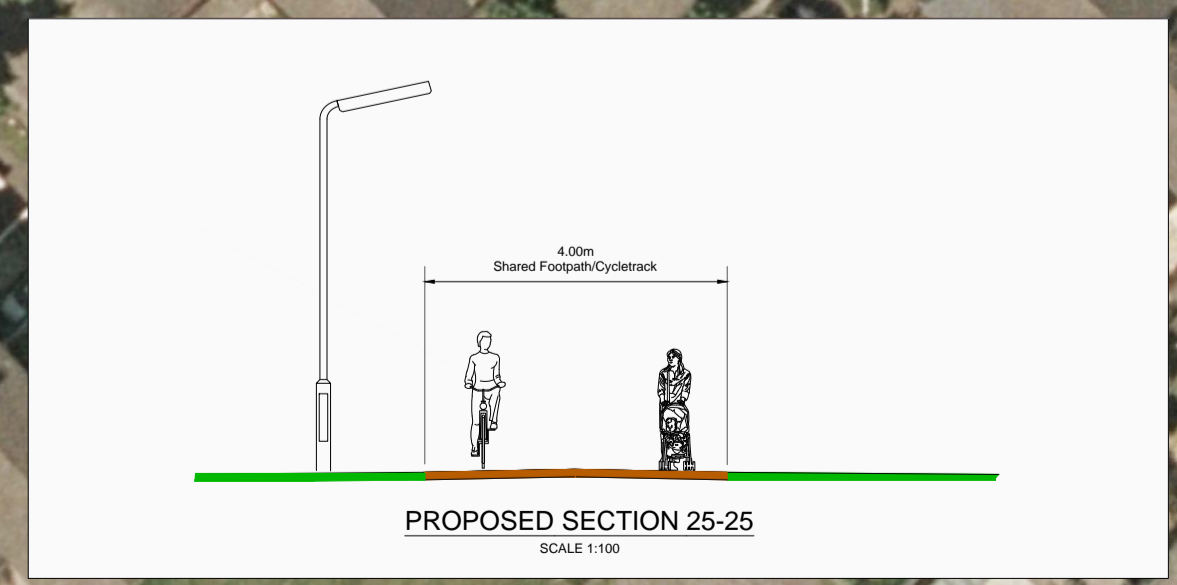 4.00m
Shared Footpath/Cycletrack
PROPOSED SECTION 25-25
SCALE 1:100